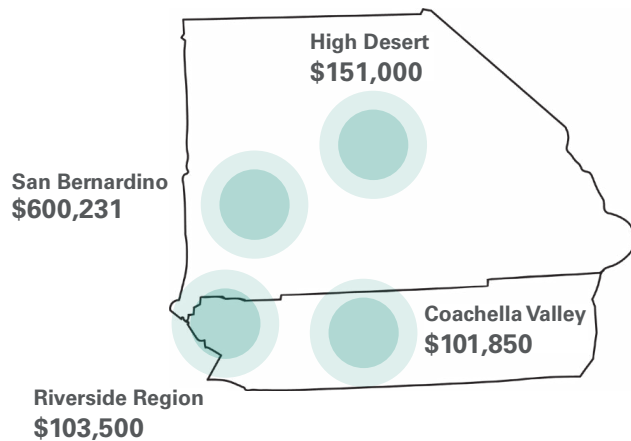 High Desert
$151,000
San Bernardino
$600,231
Coachella Valley
$101,850
Riverside Region
$103,500